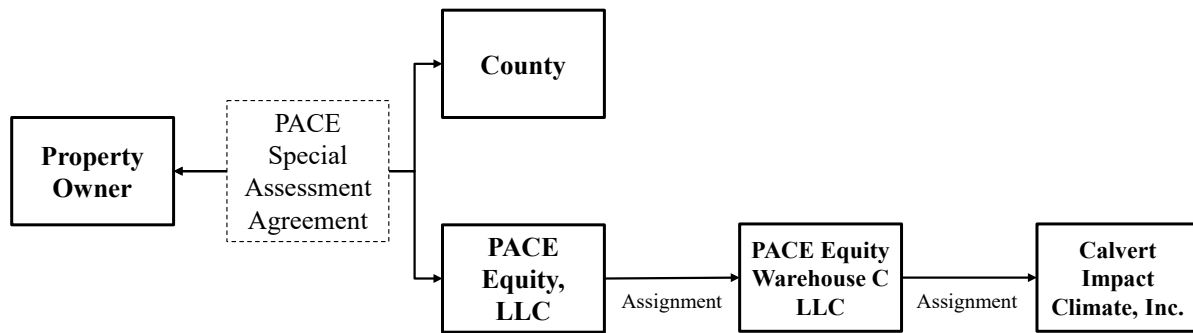 County
Property
Owner
PACE
Special
Assessment
Agreement
PACE
Equity,
LLC
Assignment
PACE Equity
Warehouse C
LLC
Assignment
Calvert
Impact
Climate, Inc.